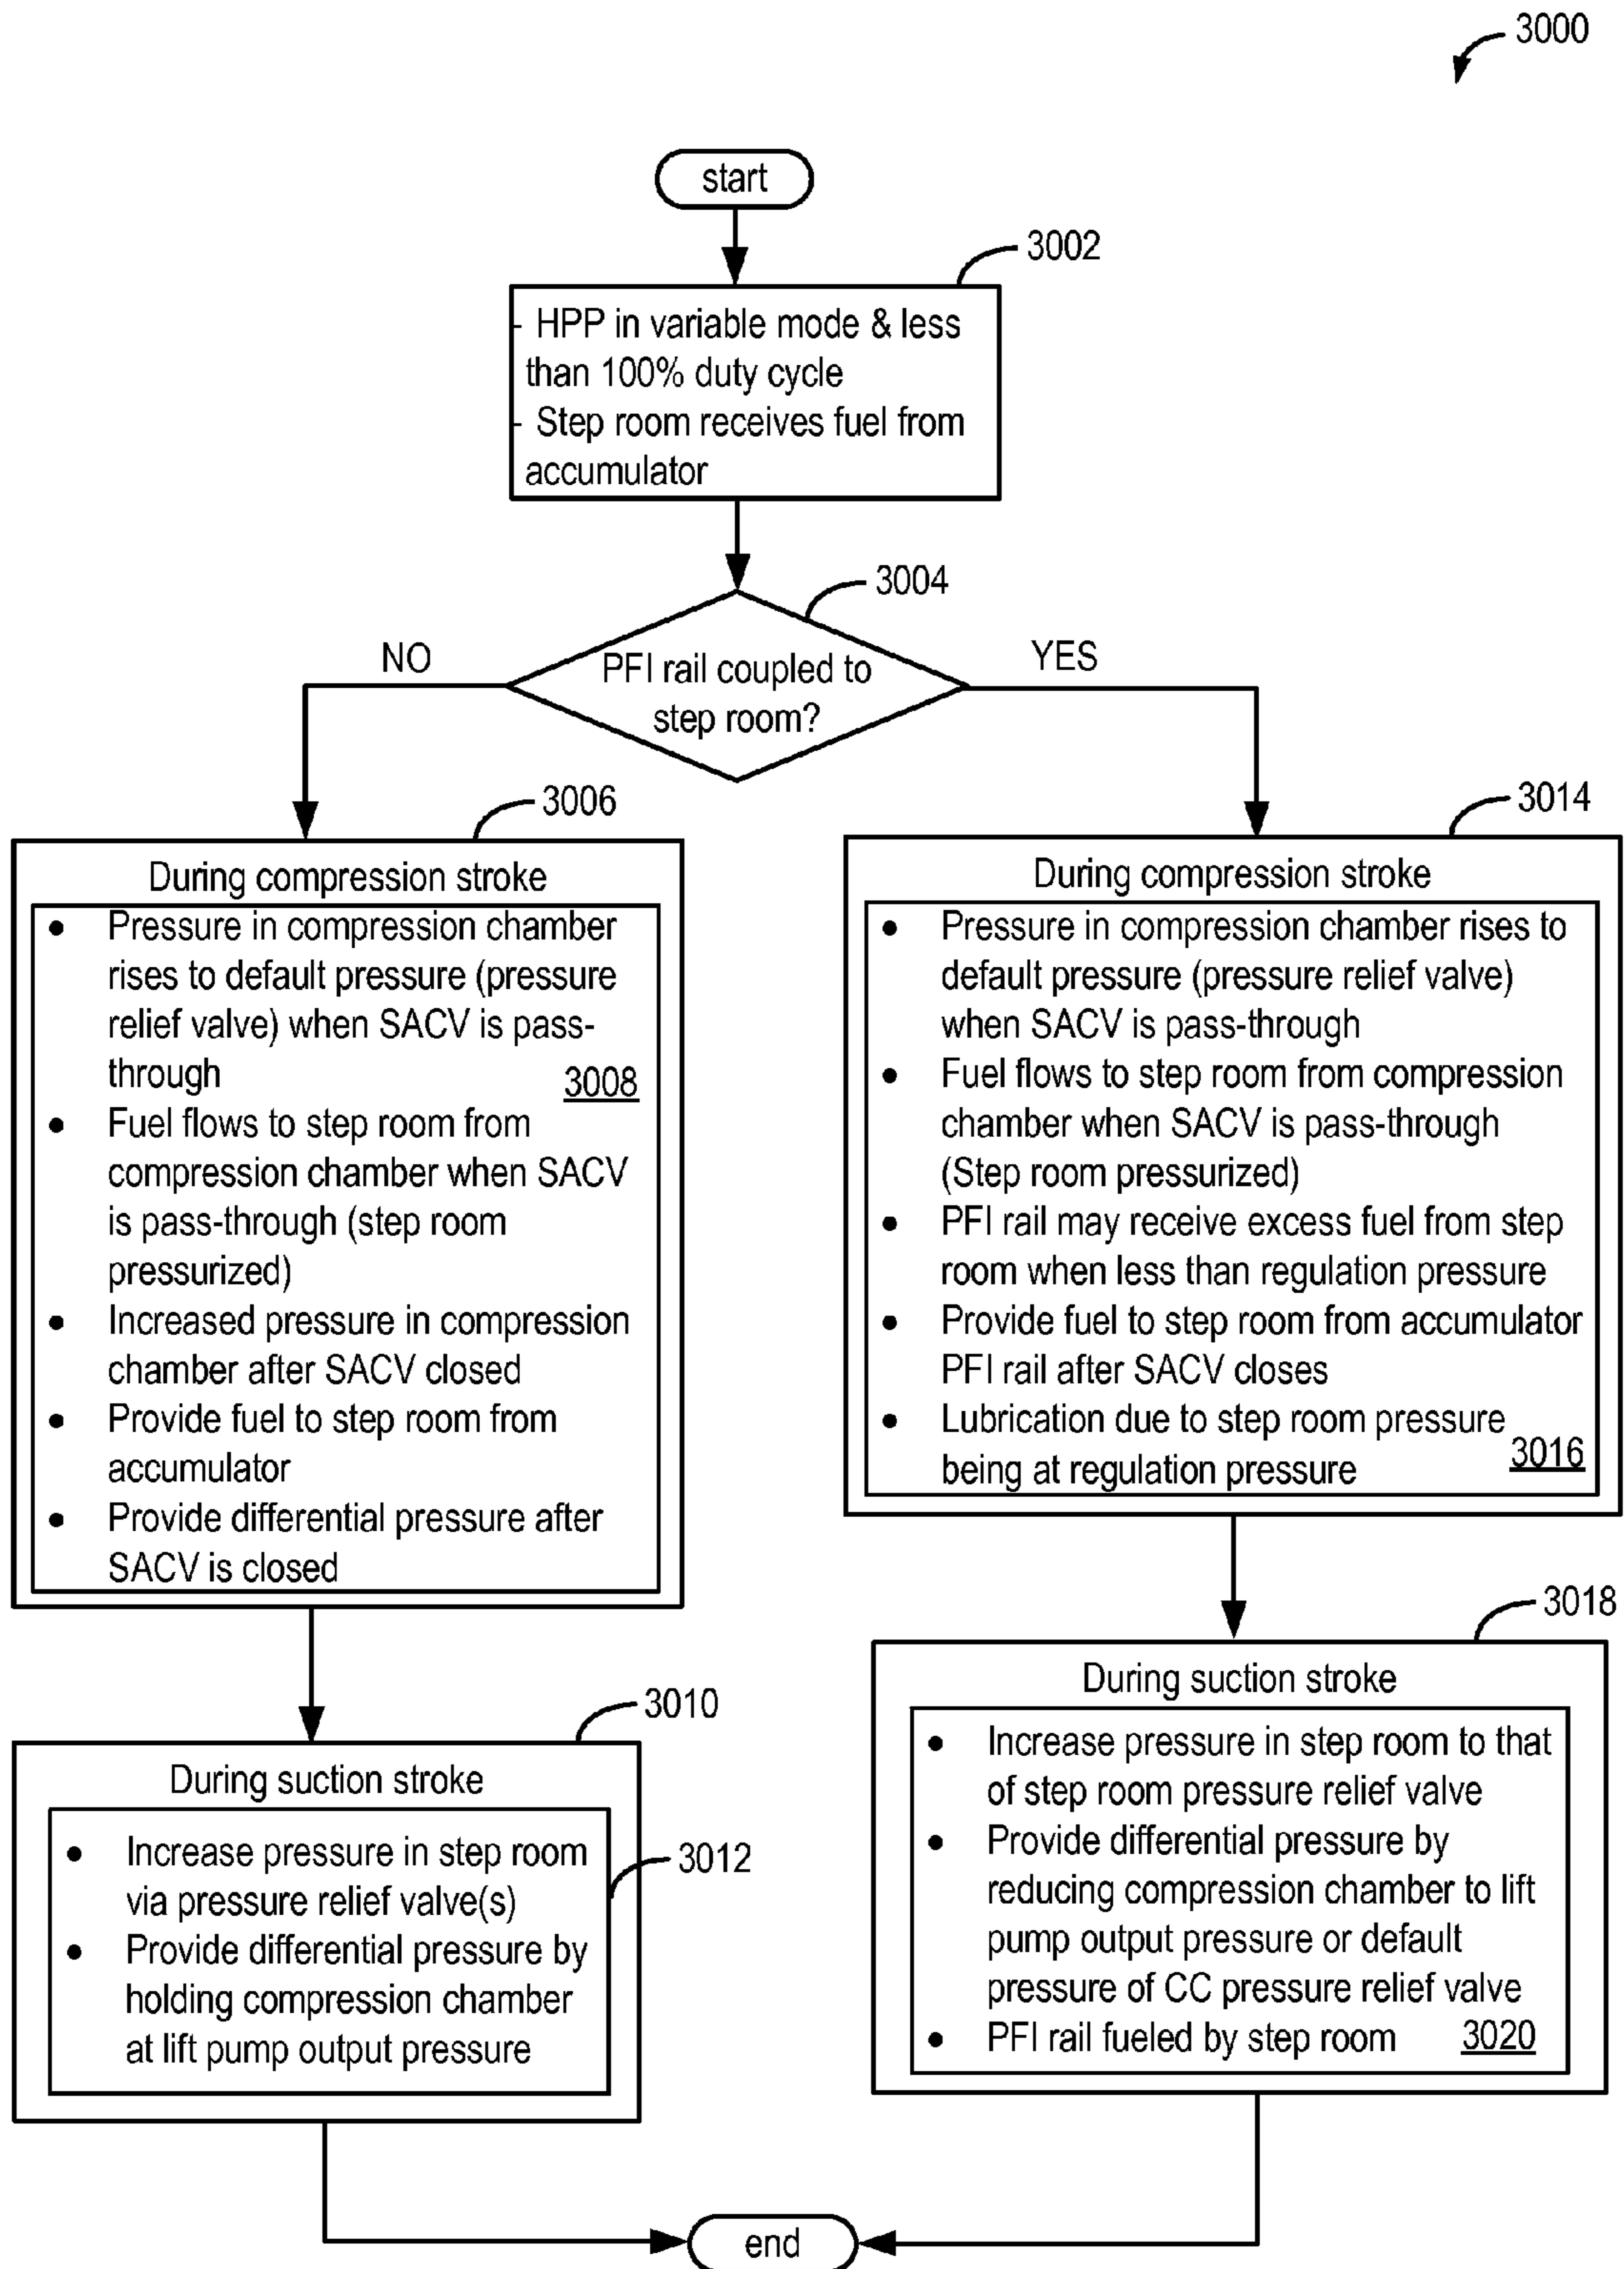 3000
start
3002
- HPP in variable mode & less
than 100% duty cycle
- Step room receives fuel from
accumulator
3004
PFI rail coupled to
step room?
NO
YES
3006
During compression stroke
• Pressure in compression chamber
rises to default pressure (pressure
relief valve) when SACV is pass-
through
3008
• Fuel flows to step room from
compression chamber when SACV
is pass-through (step room
pressurized)
• Increased pressure in compression
chamber after SACV closed
• Provide fuel to step room from
accumulator
• Provide differential pressure after
SACV is closed
3010
During suction stroke
• Increase pressure in step room
via pressure relief valve(s)
• Provide differential pressure by
holding compression chamber
at lift pump output pressure
3012
3014
During compression stroke
• Pressure in compression chamber rises to
default pressure (pressure relief valve)
when SACV is pass-through
• Fuel flows to step room from compression
chamber when SACV is pass-through
(Step room pressurized)
• PFI rail may receive excess fuel from step
room when less than regulation pressure
• Provide fuel to step room from accumulator
PFI rail after SACV closes
• Lubrication due to step room pressure
being at regulation pressure
3016
3018
During suction stroke
• Increase pressure in step room to that
of step room pressure relief valve
• Provide differential pressure by
reducing compression chamber to lift
pump output pressure or default
pressure of CC pressure relief valve
• PFI rail fueled by step room
3020
end